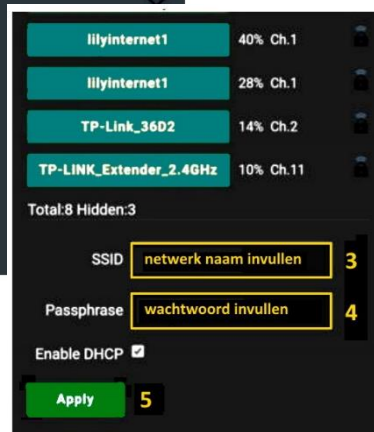 lilyinternet1 40% Ch.1
lilyinternet1 28% Ch.1
TP-Link_36D2 14% Ch.2
TP-LINK_Extender_2.4GHz 10% Ch.11
Total:8 Hidden:3
SSID netwerk naam invullen 3
Passphrase wachtwoord invullen 4
Enable DHCP
Apply 5